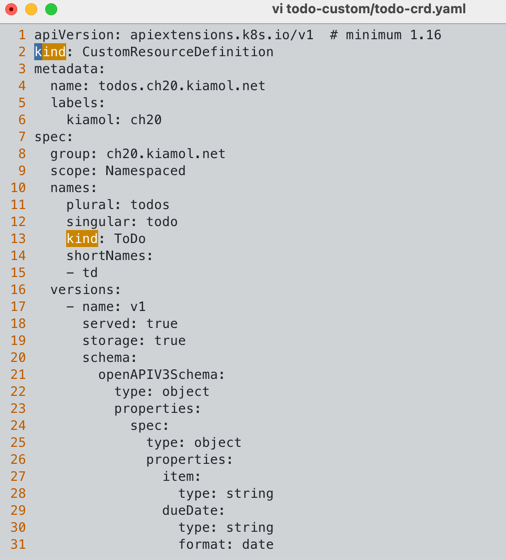 vi todo-custom/todo-crd.yaml
1 apiVersion: apiextensions.k8s.io/v1  # minimum 1.16
2 kind: CustomResourceDefinition
3 metadata:
4   name: todos.ch20.kiamol.net
5   labels:
6     kiamol: ch20
7 spec:
8   group: ch20.kiamol.net
9   scope: Namespaced
10   names:
11     plural: todos
12     singular: todo
13     kind: ToDo
14     shortNames:
15     - td
16   versions:
17     - name: v1
18       served: true
19       storage: true
20       schema:
21         openAPIV3Schema:
22           type: object
23           properties:
24             spec:
25               type: object
26               properties:
27                 item:
28                   type: string
29                 dueDate:
30                   type: string
31                   format: date